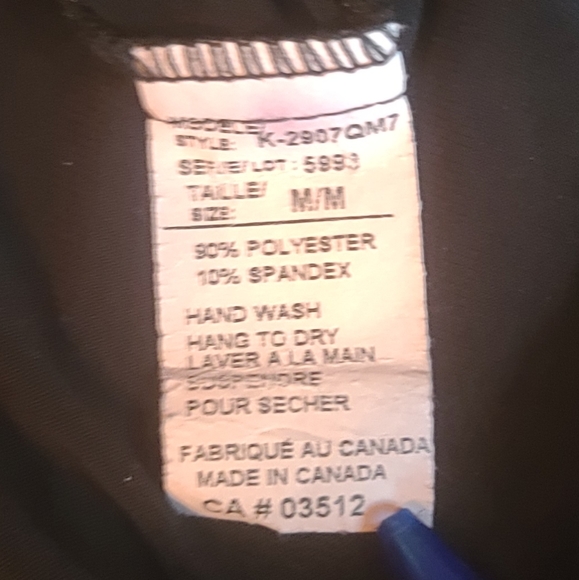 MODELE/
STYLE: K-2907QM7
SERIE/LOT: 5993
TAILLE/
SIZE: M/M
90% POLYESTER
10% SPANDEX
HAND WASH
HANG TO DRY
LAVER A LA MAIN
SUSPENDRE
POUR SECHER
FABRIQUÉ AU CANADA
MADE IN CANADA
CA # 03512